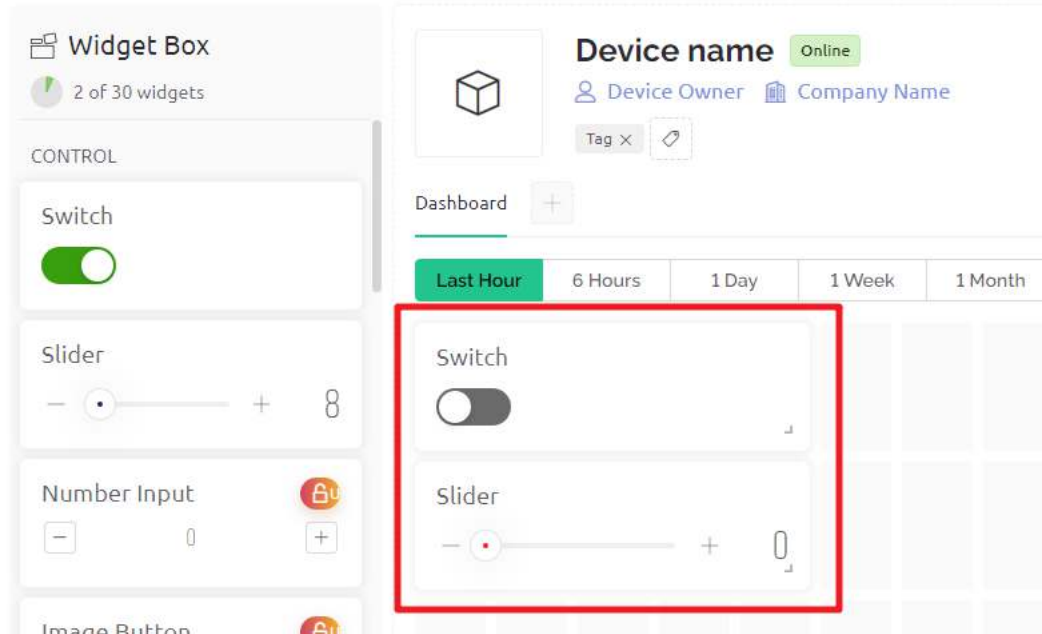 Widget Box
2 of 30 widgets
CONTROL
Switch
Slider
8
Number Input
0
Image Button
Device name Online
Device Owner Company Name
Tag
Dashboard
Last Hour 6 Hours 1 Day 1 Week 1 Month
Switch
Slider
0